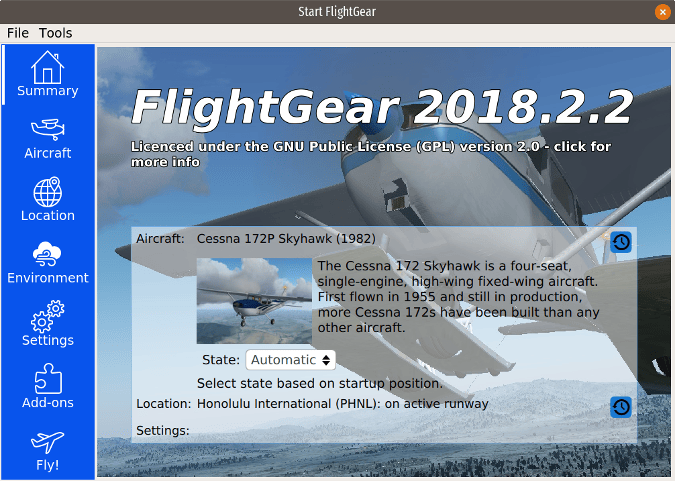 Start FlightGear
File Tools
Summary
Aircraft
Location
Environment
Settings
Add-ons
Fly!
FlightGear 2018.2.2
Licenced under the GNU Public License (GPL) version 2.0 - click for
more info
Aircraft: Cessna 172P Skyhawk (1982)
The Cessna 172 Skyhawk is a four-seat,
single-engine, high-wing fixed-wing aircraft.
First flown in 1955 and still in production,
more Cessna 172s have been built than any
other aircraft.
State: Automatic
Select state based on startup position.
Location: Honolulu International (PHNL): on active runway
Settings: